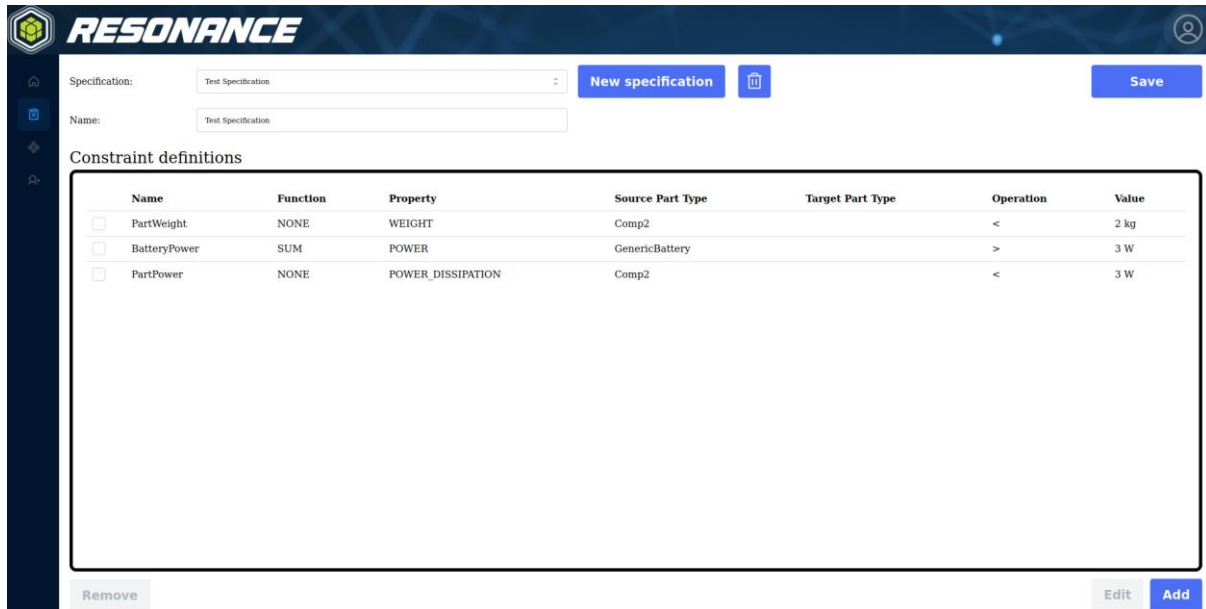 RESONANCE
Specification: Test Specification New specification Save
Name: Test Specification
Constraint definitions
Name Function Property Source Part Type Target Part Type Operation Value
PartWeight NONE WEIGHT Comp2 < 2 kg
BatteryPower SUM POWER GenericBattery > 3 W
PartPower NONE POWER_DISSIPATION Comp2 < 3 W
Remove Edit Add